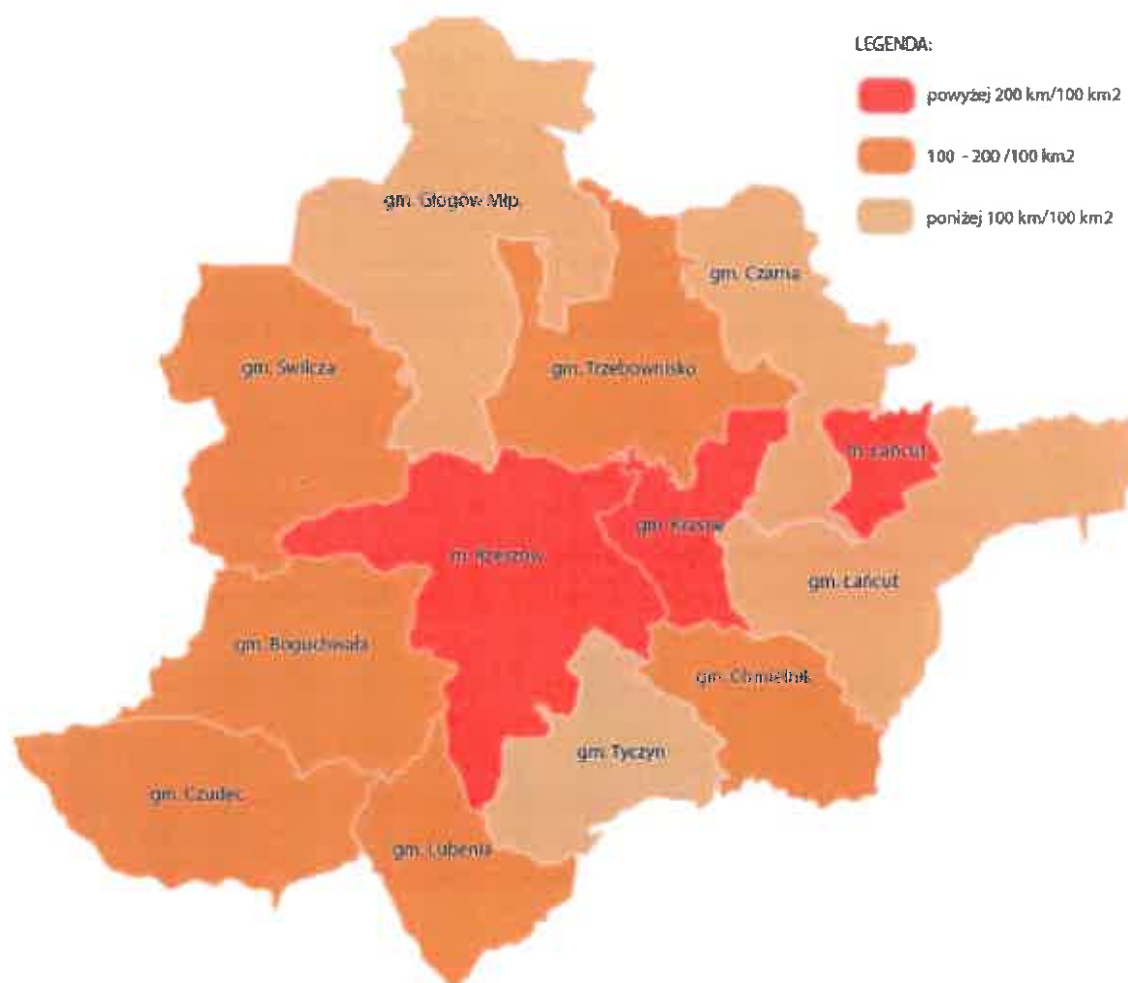 LEGENDA:
powyżej 200 km/100 km2
100 - 200 /100 km2
poniżej 100 km/100 km2
gm. Głogów Młp.
gm. Czarna
gm. Świlcza
gm. Trzebownisko
m. Łańcut
gm. Krasne
m. Rzeszów
gm. Łańcut
gm. Boguchwała
gm. Chmielnik
gm. Tyczyn
gm. Czudec
gm. Lubenia